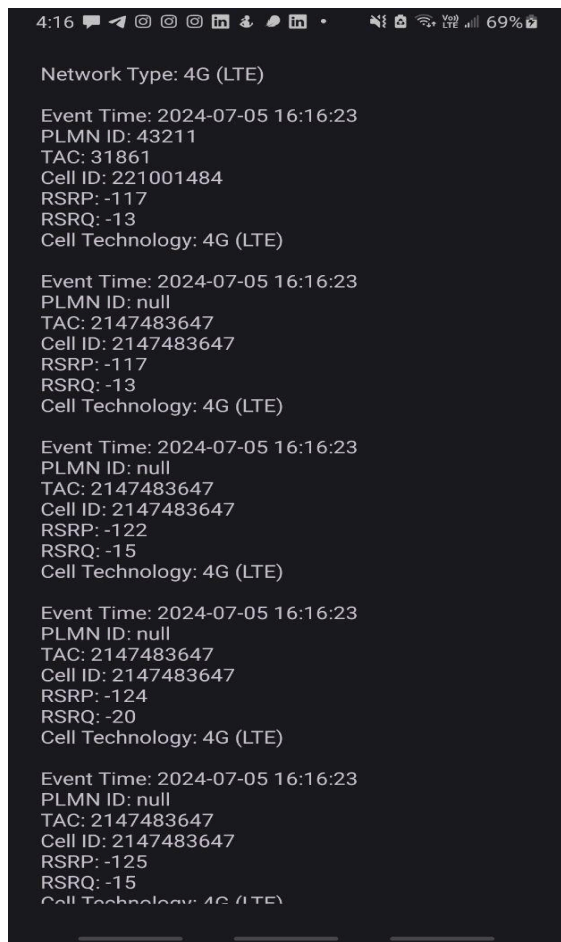 4:16
Vo))
LTE
69%
Network Type: 4G (LTE)
Event Time: 2024-07-05 16:16:23
PLMN ID: 43211
TAC: 31861
Cell ID: 221001484
RSRP: -117
RSRQ: -13
Cell Technology: 4G (LTE)
Event Time: 2024-07-05 16:16:23
PLMN ID: null
TAC: 2147483647
Cell ID: 2147483647
RSRP: -117
RSRQ: -13
Cell Technology: 4G (LTE)
Event Time: 2024-07-05 16:16:23
PLMN ID: null
TAC: 2147483647
Cell ID: 2147483647
RSRP: -122
RSRQ: -15
Cell Technology: 4G (LTE)
Event Time: 2024-07-05 16:16:23
PLMN ID: null
TAC: 2147483647
Cell ID: 2147483647
RSRP: -124
RSRQ: -20
Cell Technology: 4G (LTE)
Event Time: 2024-07-05 16:16:23
PLMN ID: null
TAC: 2147483647
Cell ID: 2147483647
RSRP: -125
RSRQ: -15
Cell Technology: 4G (LTE)